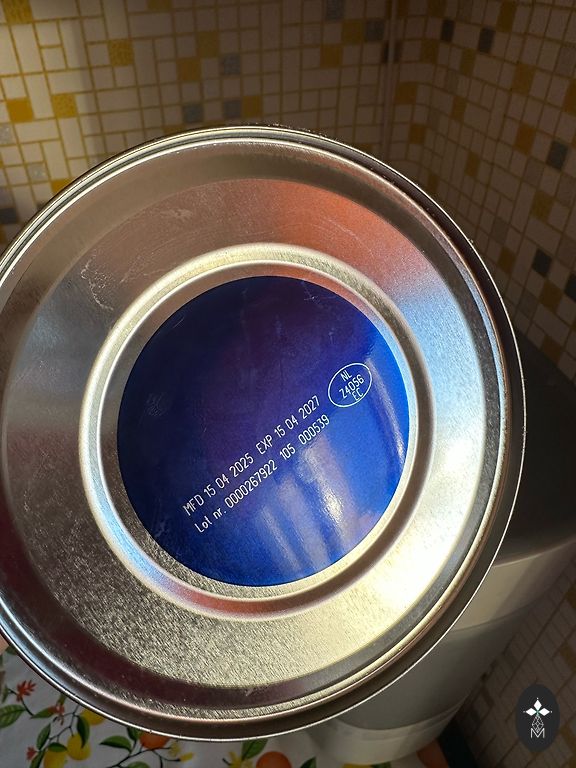 MFD 15 04 2025 EXP 15 04 2027
Lot nr. 0000267922 105 000539
NL
Z4056
EC